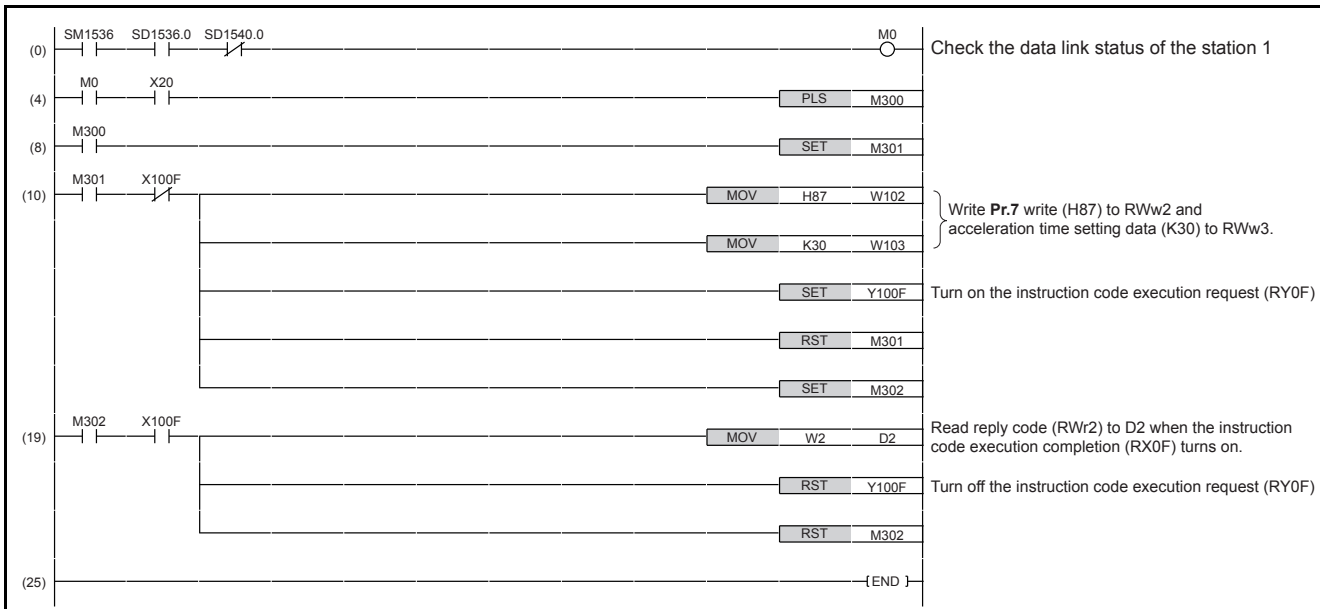 SM1536 SD1536.0 SD1540.0 M0
(0) Check the data link status of the station 1
M0 X20
(4) PLS M300
M300
(8) SET M301
M301 X100F
(10) MOV H87 W102
Write Pr.7 write (H87) to RWw2 and
acceleration time setting data (K30) to RWw3.
MOV K30 W103
SET Y100F Turn on the instruction code execution request (RY0F)
RST M301
SET M302
M302 X100F
(19) MOV W2 D2
Read reply code (RWr2) to D2 when the instruction
code execution completion (RX0F) turns on.
RST Y100F Turn off the instruction code execution request (RY0F)
RST M302
(25) END